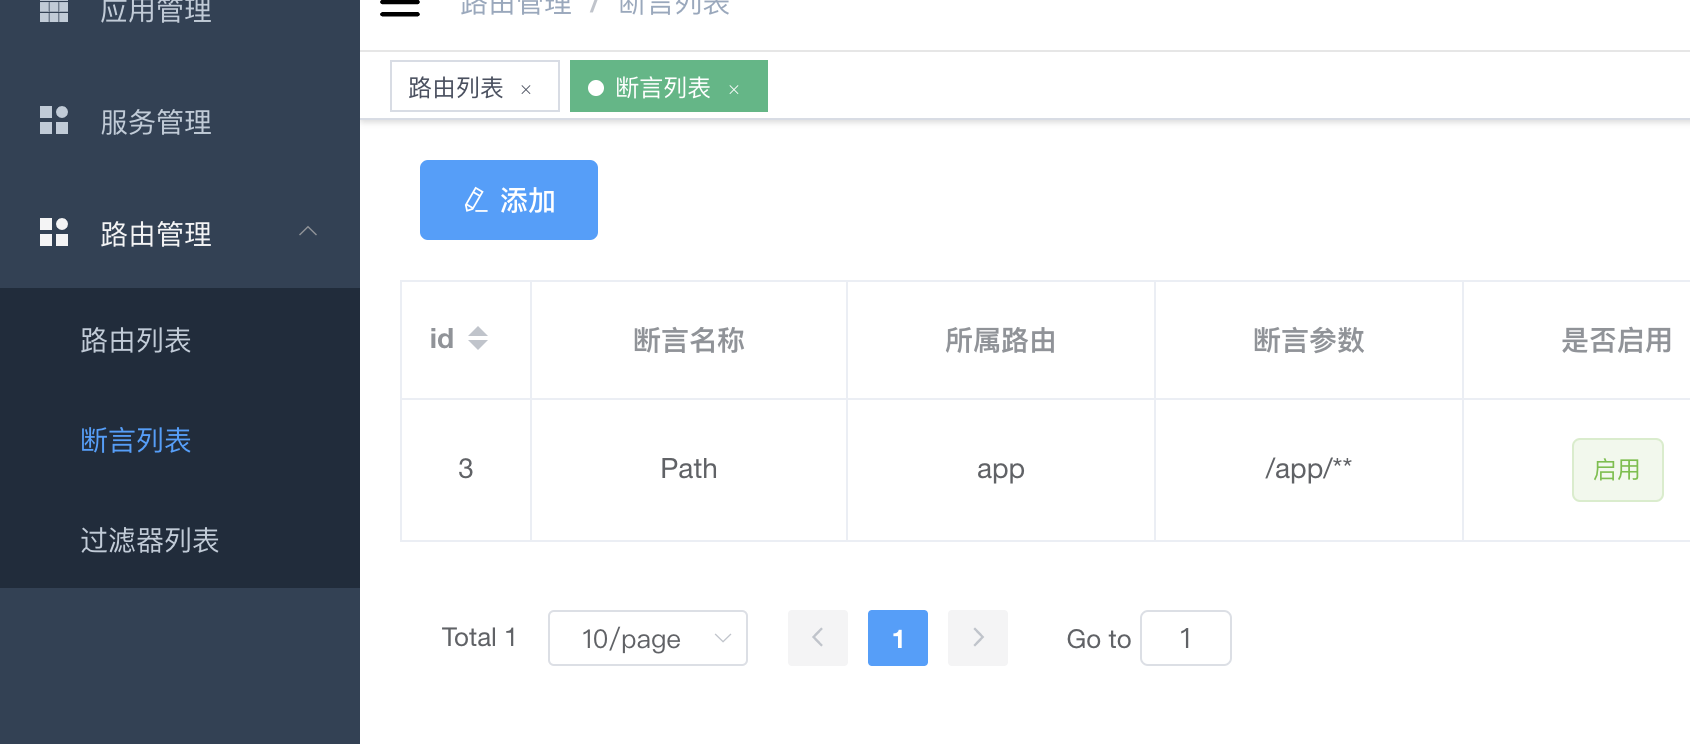 应用管理
服务管理
路由管理
路由列表
断言列表
过滤器列表
路由管理 / 断言列表
路由列表 ×
断言列表 ×
添加
id 断言名称 所属路由 断言参数 是否启用
3 Path app /app/** 启用
Total 1 10/page 1 Go to 1